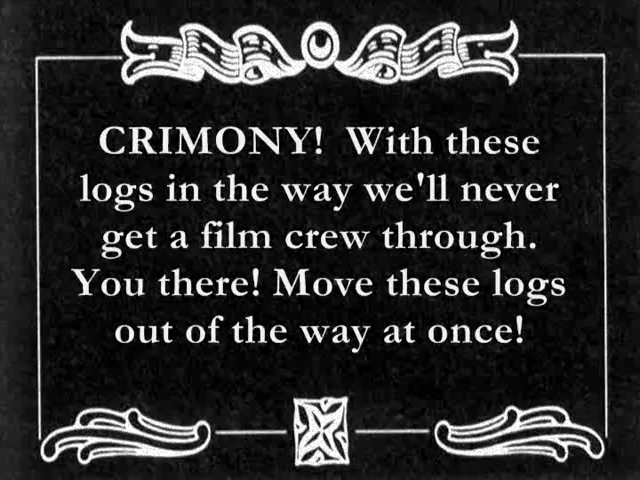 CRIMONY!  With these
logs in the way we'll never
get a film crew through.
You there! Move these logs
out of the way at once!